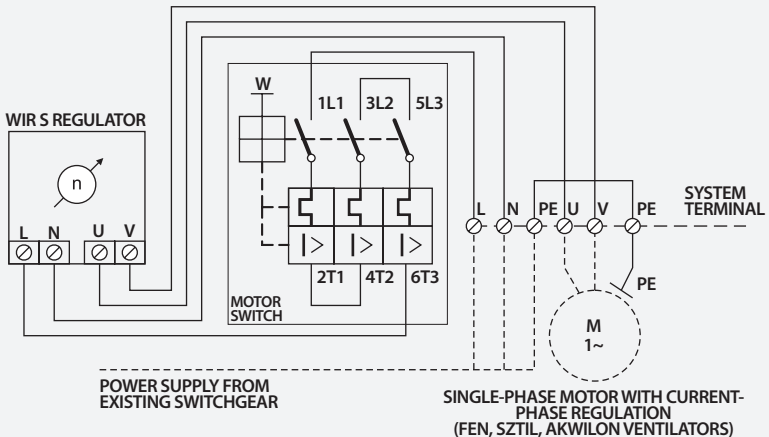 W
1L1 3L2 5L3
WIR S REGULATOR
n
L N U V
L N PE U V PE
SYSTEM
TERMINAL
I> I> I>
2T1 4T2 6T3
MOTOR
SWITCH
PE
M
1~
POWER SUPPLY FROM
EXISTING SWITCHGEAR
SINGLE-PHASE MOTOR WITH CURRENT-
PHASE REGULATION
(FEN, SZTIL, AKWILON VENTILATORS)